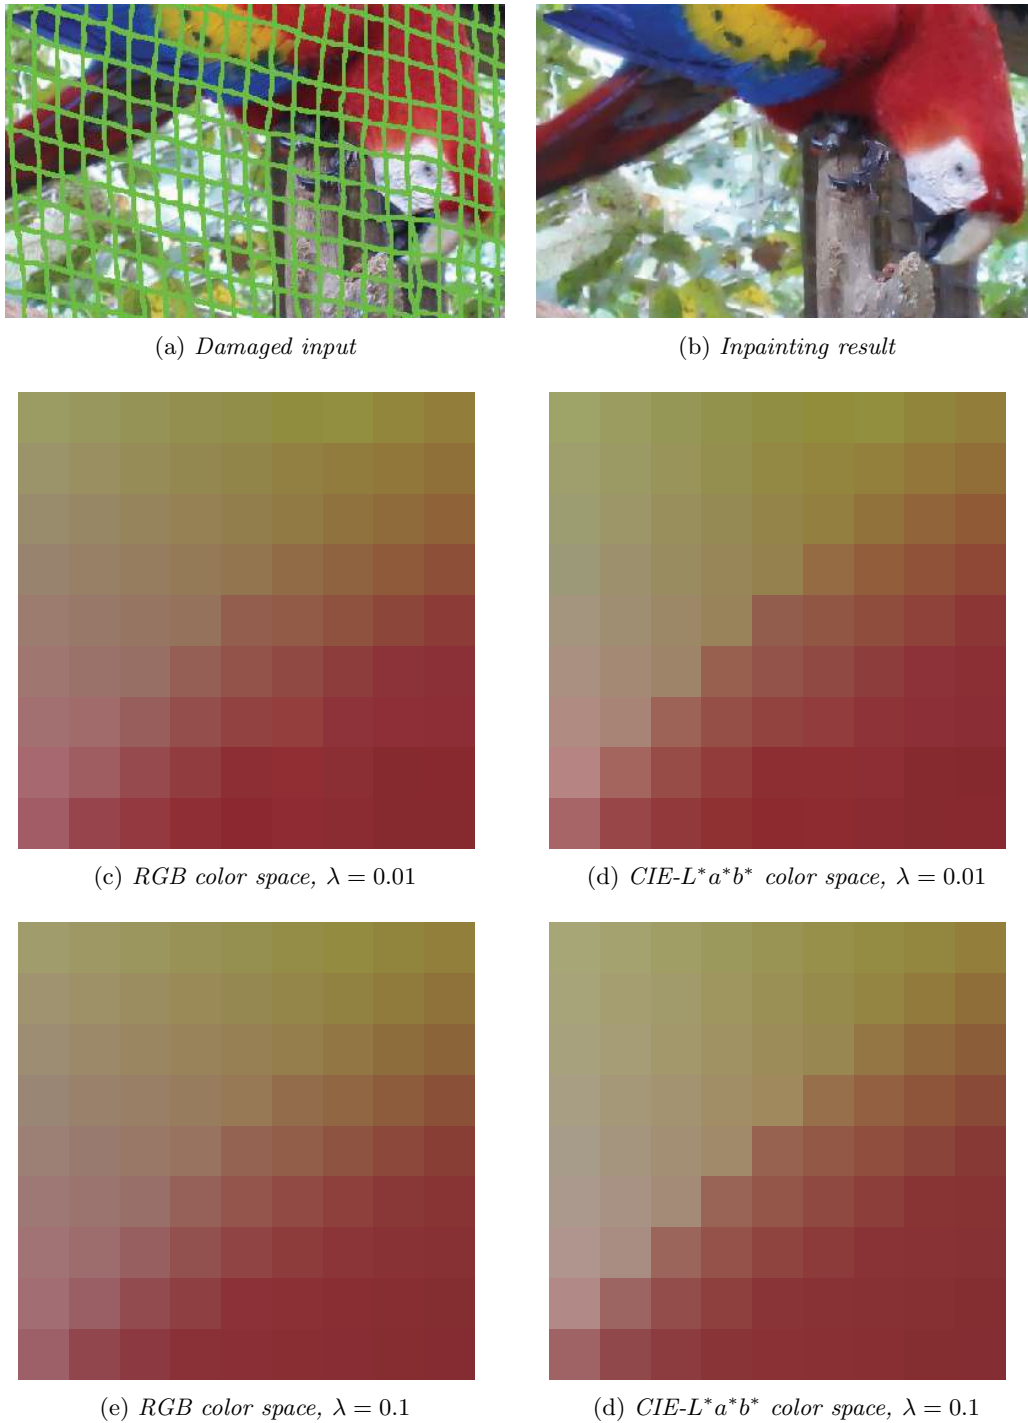 (a) Damaged input
(b) Inpainting result
(c) RGB color space, λ = 0.01
(d) CIE-L*a*b* color space, λ = 0.01
(e) RGB color space, λ = 0.1
(d) CIE-L*a*b* color space, λ = 0.1